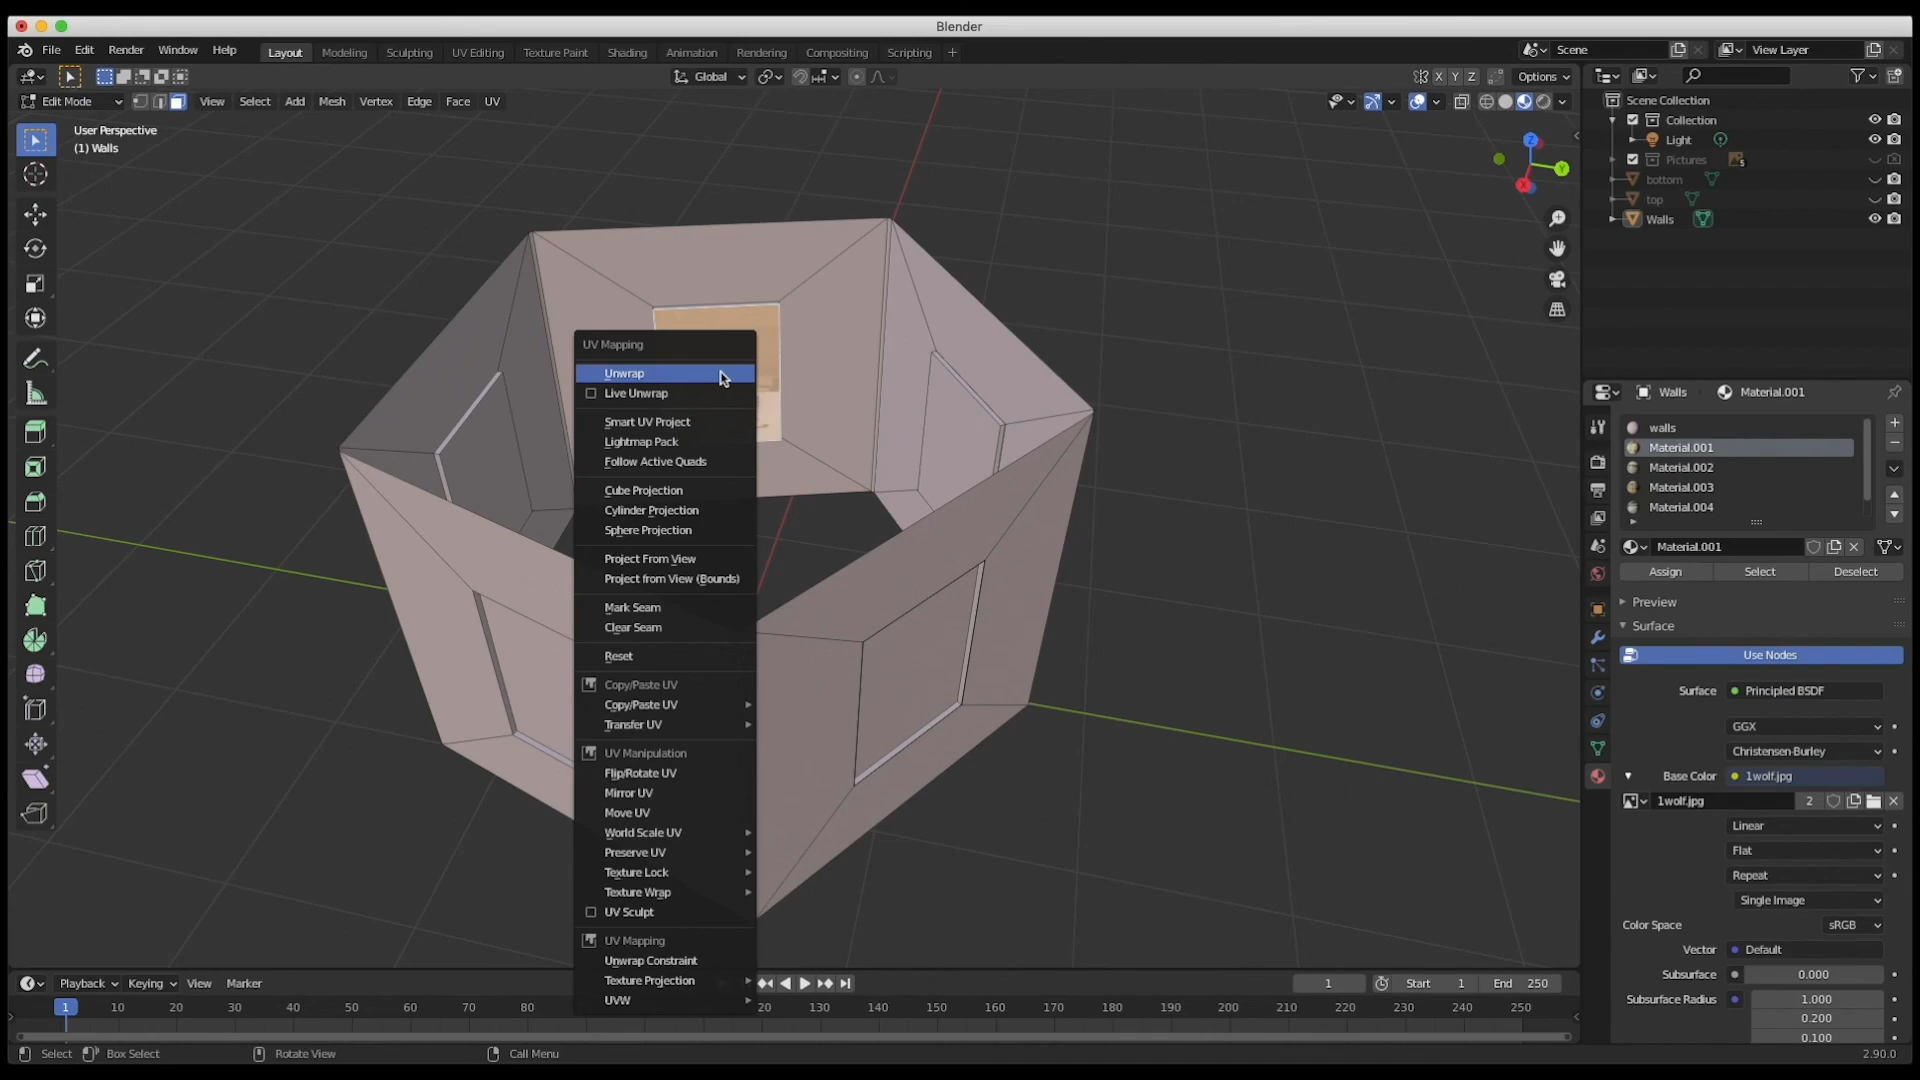 Blender
File Edit Render Window Help Layout Modeling Sculpting UV Editing Texture Paint Shading Animation Rendering Compositing Scripting + Scene View Layer
Global X Y Z Options
Edit Mode View Select Add Mesh Vertex Edge Face UV
User Perspective
(1) Walls
Z
Y
X
Scene Collection
Collection
Light
Pictures 5
bottom
top
Walls
UV Mapping
Unwrap
Live Unwrap
Smart UV Project
Lightmap Pack
Follow Active Quads
Cube Projection
Cylinder Projection
Sphere Projection
Project From View
Project from View (Bounds)
Mark Seam
Clear Seam
Reset
Copy/Paste UV
Copy/Paste UV
Transfer UV
UV Manipulation
Flip/Rotate UV
Mirror UV
Move UV
World Scale UV
Preserve UV
Texture Lock
Texture Wrap
UV Sculpt
UV Mapping
Unwrap Constraint
Texture Projection
UVW
Walls Material.001
walls
Material.001
Material.002
Material.003
Material.004
Material.001
Assign Select Deselect
Preview
Surface
Use Nodes
Surface Principled BSDF
GGX
Christensen-Burley
Base Color 1wolf.jpg
1wolf.jpg 2
Linear
Flat
Repeat
Single Image
Color Space sRGB
Vector Default
Subsurface 0.000
Subsurface Radius 1.000
0.200
0.100
Playback Keying View Marker 1 Start 1 End 250
1 10 20 30 40 50 60 70 80 120 130 140 150 160 170 180 190 200 210 220 230 240 250
Select Box Select Rotate View Call Menu 2.90.0